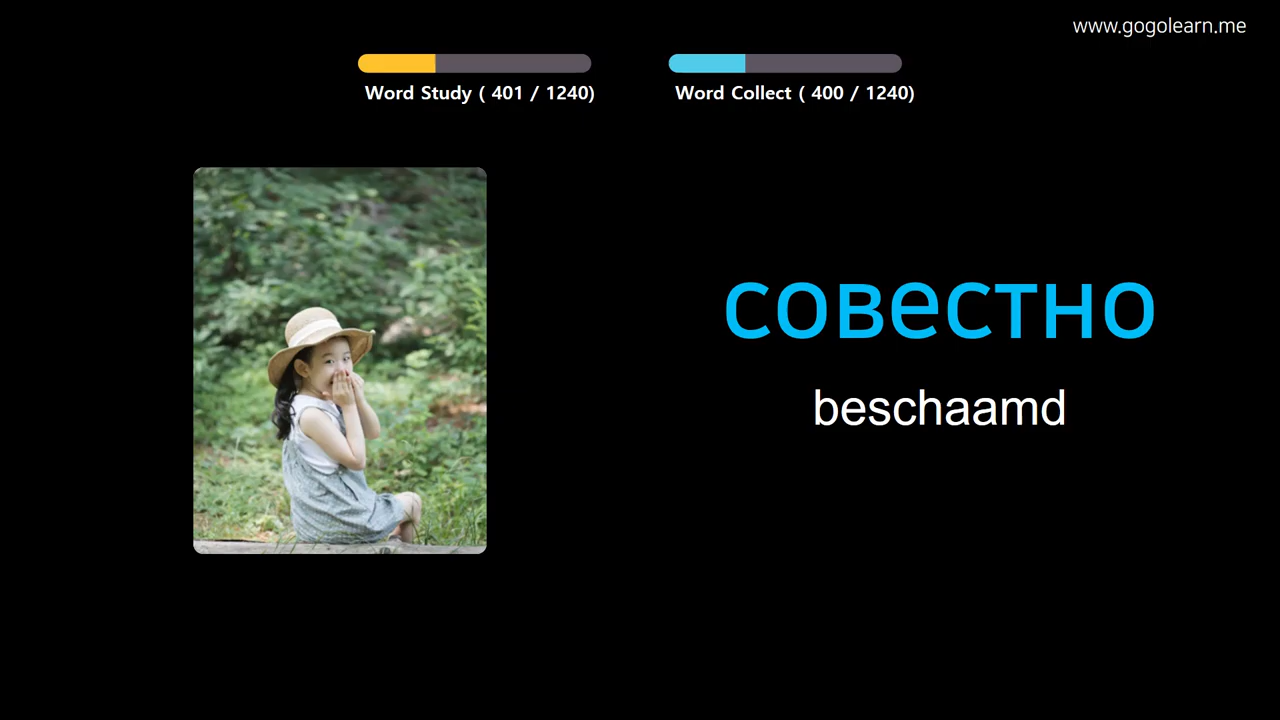 www.gogolearn.me
Word Study ( 401 / 1240)
Word Collect ( 400 / 1240)
совестно
beschaamd